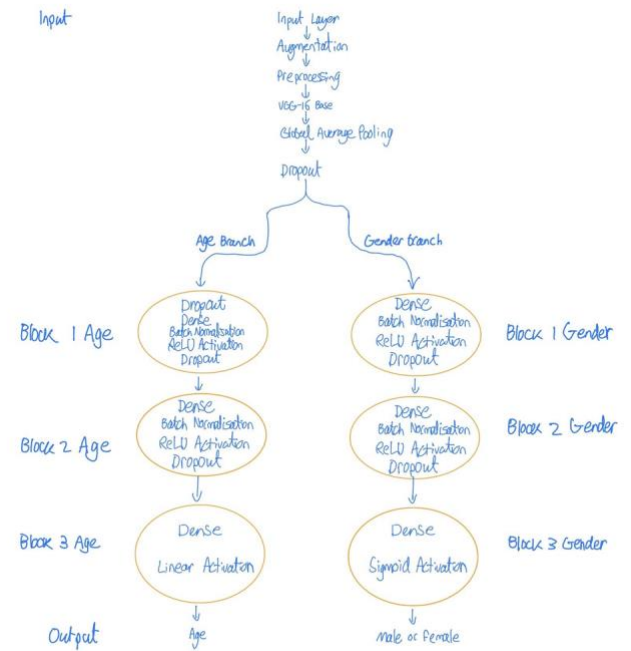 Input
Input Layer
Augmentation
Preprocessing
VGG-16 Base
Global Average Pooling
Dropout
Age Branch
Gender branch
Block 1 Age
Dropout
Dense
Batch Normalisation
ReLU Activation
Dropout
Dense
Batch Normalisation
ReLU Activation
Dropout
Block 1 Gender
Block 2 Age
Dense
Batch Normalisation
ReLU Activation
Dropout
Dense
Batch Normalisation
ReLU Activation
Dropout
Block 2 Gender
Block 3 Age
Dense
Linear Activation
Dense
Sigmoid Activation
Block 3 Gender
Output
Age
Male or Female